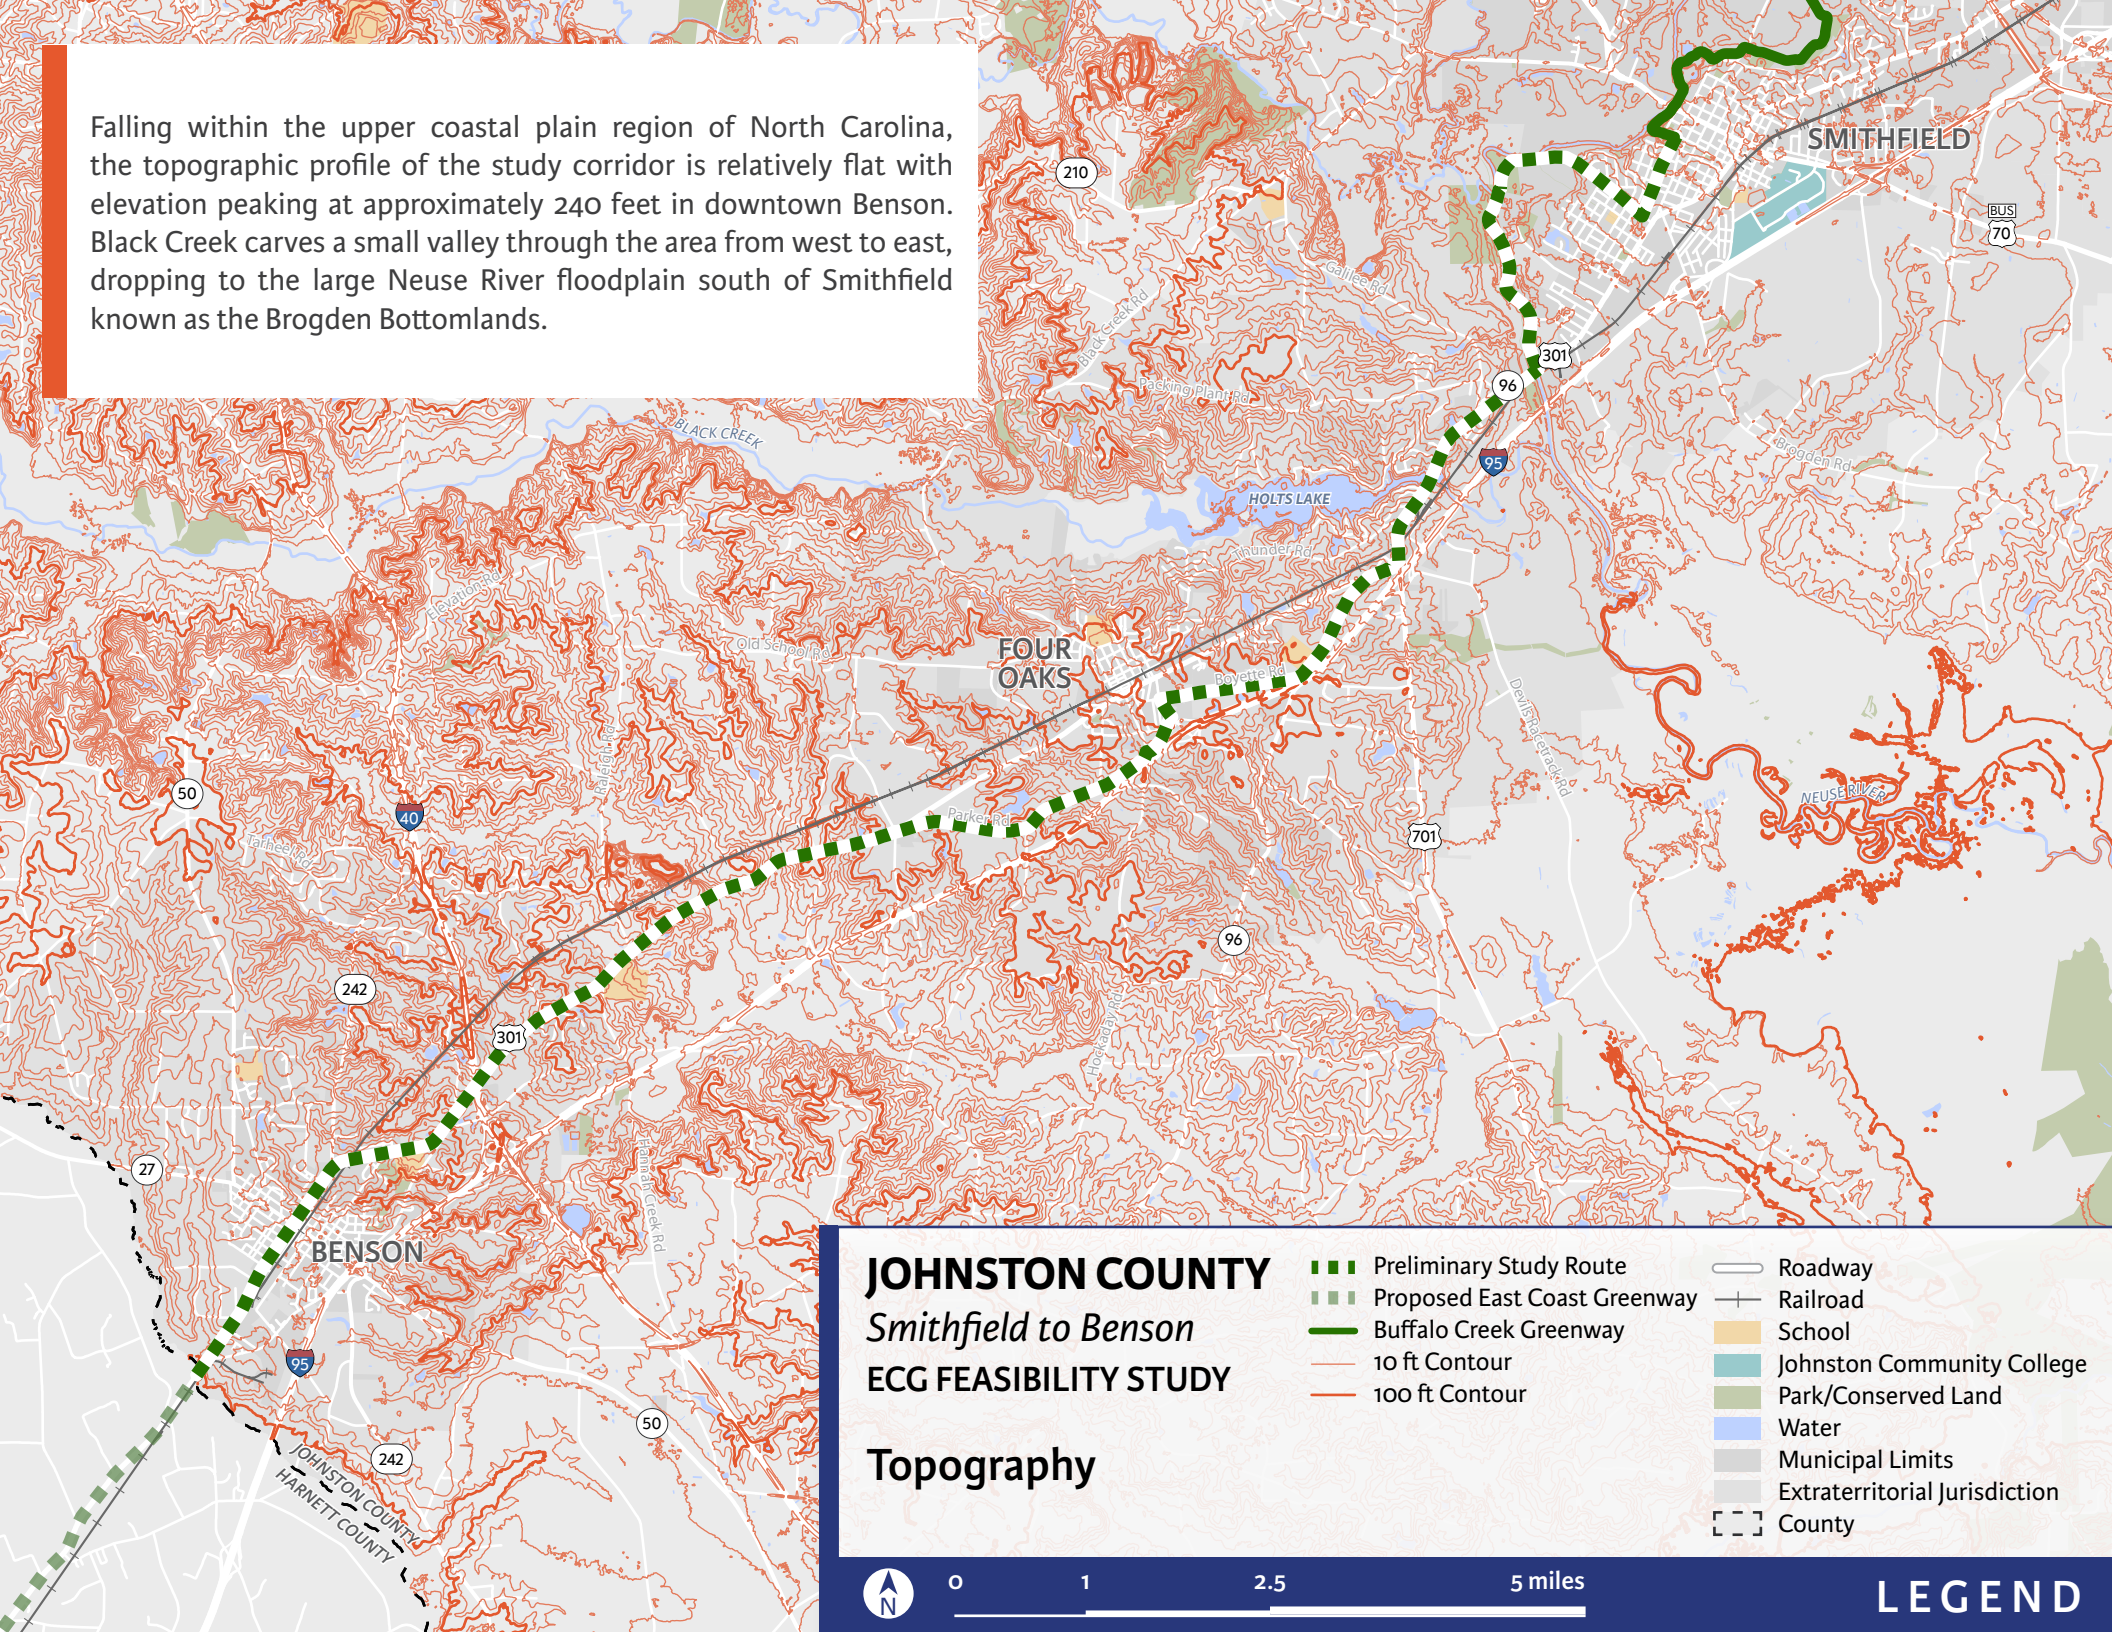 Falling within the upper coastal plain region of North Carolina,
the topographic profile of the study corridor is relatively flat with
elevation peaking at approximately 240 feet in downtown Benson.
Black Creek carves a small valley through the area from west to east,
dropping to the large Neuse River floodplain south of Smithfield
known as the Brogden Bottomlands.
SMITHFIELD
210
BUS
70
Galilee Rd
Black Creek Rd
301
96
Packing Plant Rd
BLACK CREEK
Brogden Rd
95
HOLTS LAKE
Thunder Rd
Elevation Rd
Old School Rd
FOUR
OAKS
Boyette Rd
Devils Racetrack Rd
Raleigh Rd
50
40
NEUSE RIVER
Parker Rd
701
Tarheel Rd
96
242
301
Hockaday Rd
27
Hannah Creek Rd
BENSON
95
50
242
JOHNSTON COUNTY
HARNETT COUNTY
JOHNSTON COUNTY
Smithfield to Benson
ECG FEASIBILITY STUDY
Topography
Preliminary Study Route
Proposed East Coast Greenway
Buffalo Creek Greenway
10 ft Contour
100 ft Contour
Roadway
Railroad
School
Johnston Community College
Park/Conserved Land
Water
Municipal Limits
Extraterritorial Jurisdiction
County
N
0 1 2.5 5 miles
LEGEND